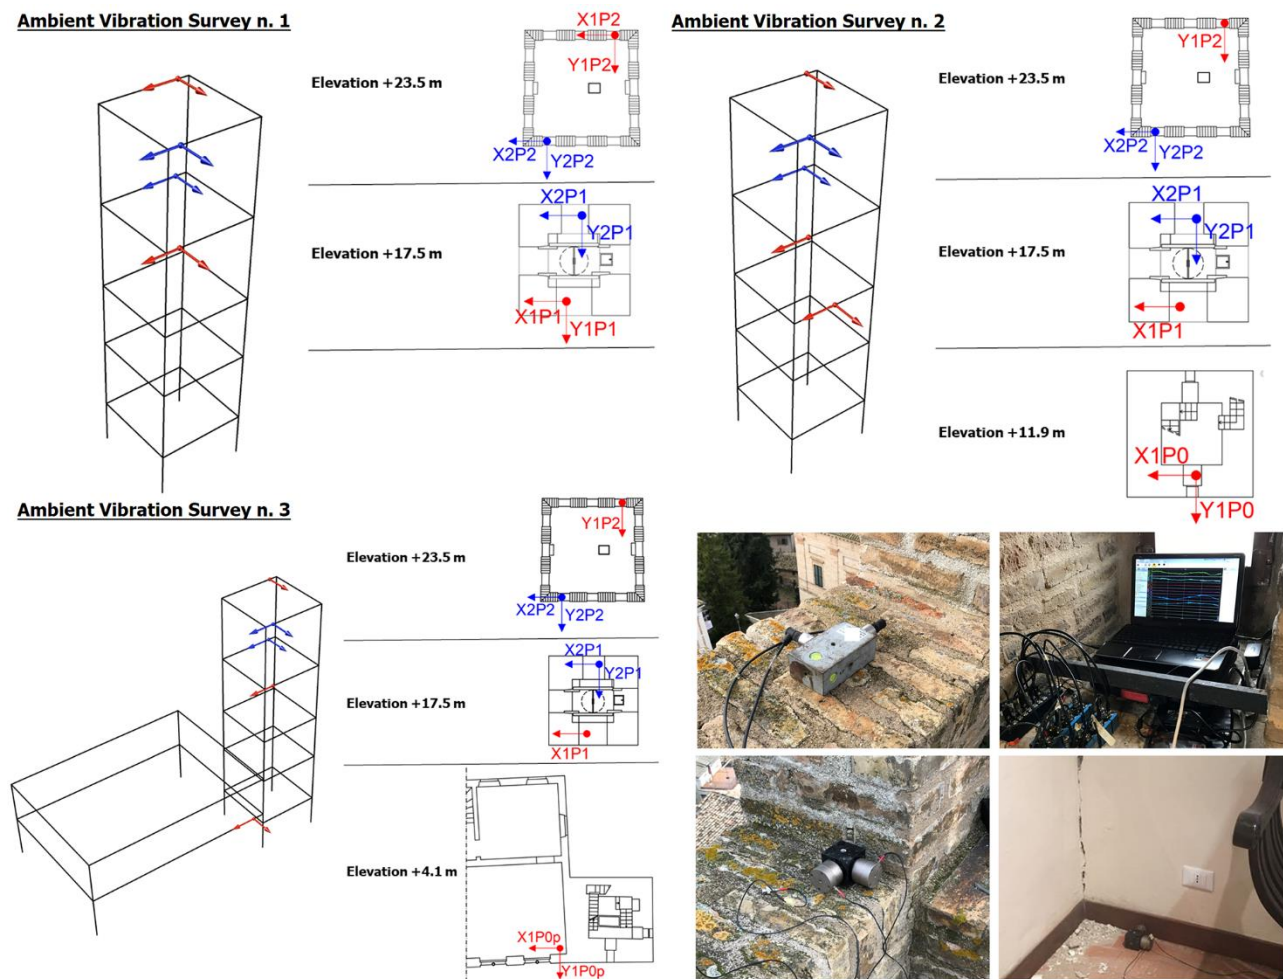 Ambient Vibration Survey n. 1
Elevation +23.5 m
X1P2
Y1P2
X2P2
Y2P2
Elevation +17.5 m
X2P1
Y2P1
X1P1
Y1P1
Ambient Vibration Survey n. 2
Elevation +23.5 m
Y1P2
X2P2
Y2P2
Elevation +17.5 m
X2P1
Y2P1
X1P1
Elevation +11.9 m
X1P0
Y1P0
Ambient Vibration Survey n. 3
Elevation +23.5 m
Y1P2
X2P2
Y2P2
Elevation +17.5 m
X2P1
Y2P1
X1P1
Elevation +4.1 m
X1P0p
Y1P0p